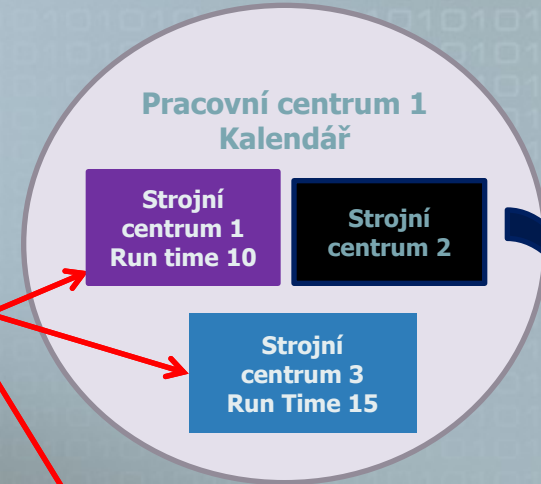 Pracovní centrum 1
Kalendář
Strojní
centrum 1
Run time 10
Strojní
centrum 2
Strojní
centrum 3
Run Time 15